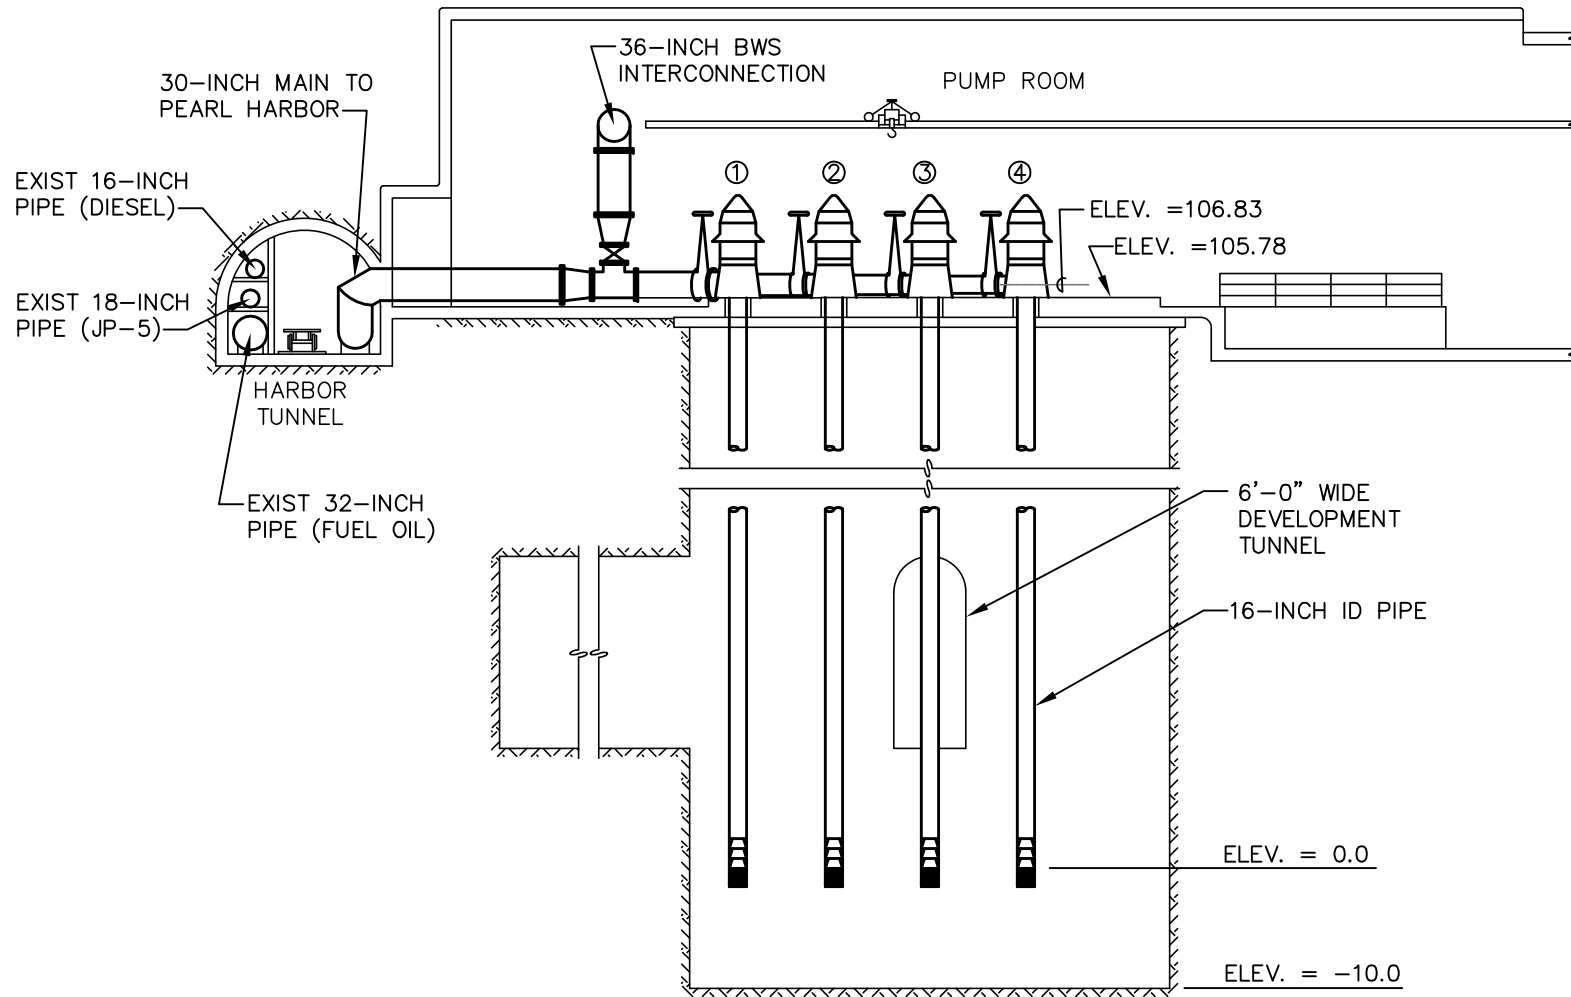 36-INCH BWS
INTERCONNECTION
PUMP ROOM
30-INCH MAIN TO
PEARL HARBOR
EXIST 16-INCH
PIPE (DIESEL)
1
2
3
4
ELEV. =106.83
ELEV. =105.78
EXIST 18-INCH
PIPE (JP-5)
HARBOR
TUNNEL
EXIST 32-INCH
PIPE (FUEL OIL)
6'-0" WIDE
DEVELOPMENT
TUNNEL
16-INCH ID PIPE
ELEV. = 0.0
ELEV. = -10.0